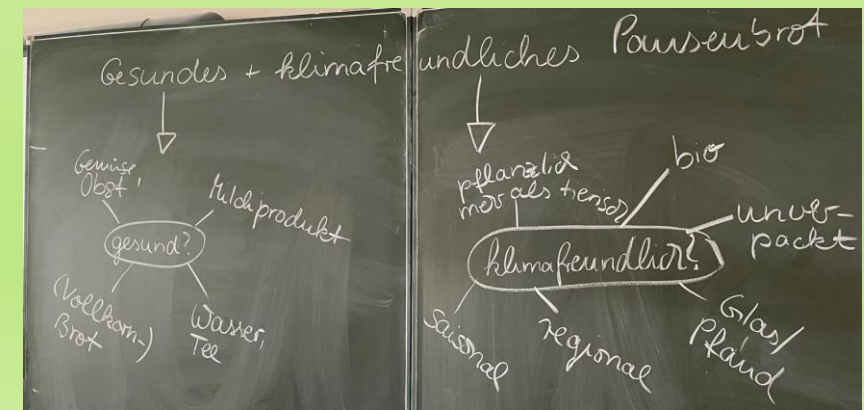 Gesundes + klimafreundliches Pausenbrot
Gemüse,
Obst
Milchprodukt
gesund?
(Vollkorn-)
Brot
Wasser,
Tee
pflanzlich
mehr als tierisch
bio
unver-
packt
klimafreundlich?
saisonal
regional
Glas/
Pfand